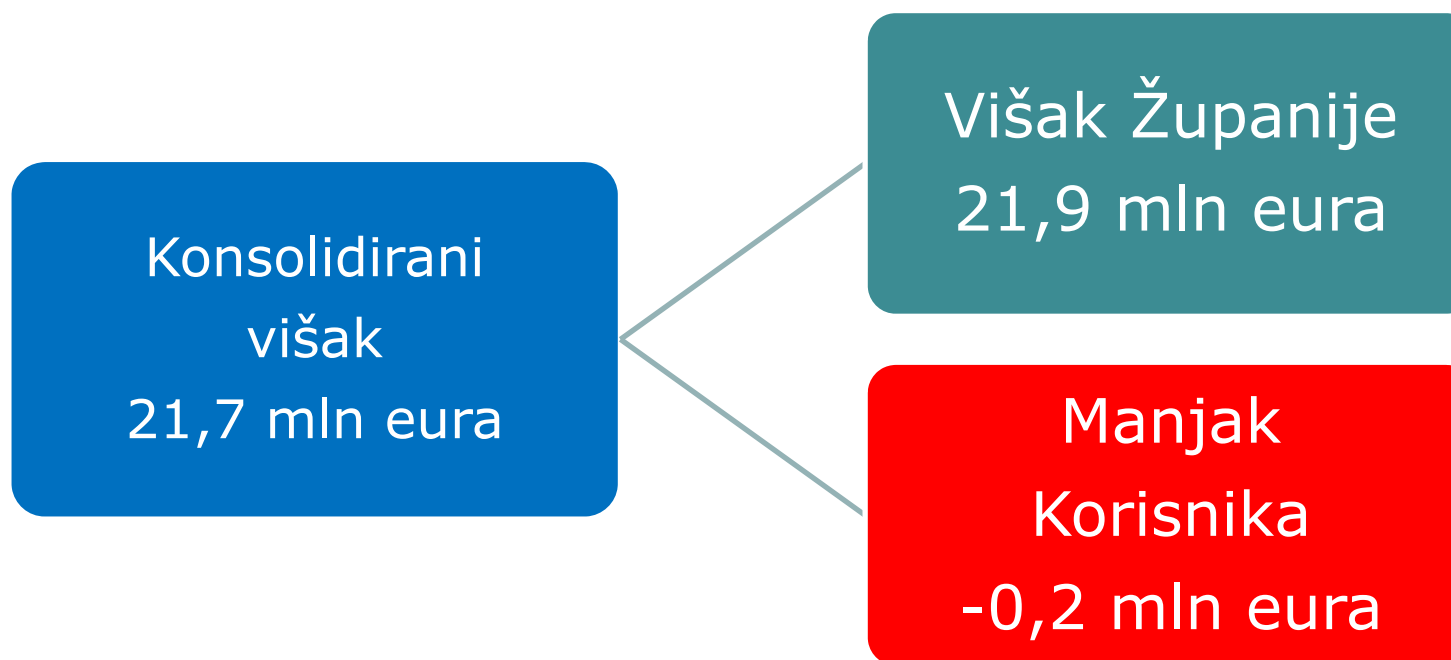 Konsolidirani
višak
21,7 mln eura
Višak Županije
21,9 mln eura
Manjak
Korisnika
-0,2 mln eura